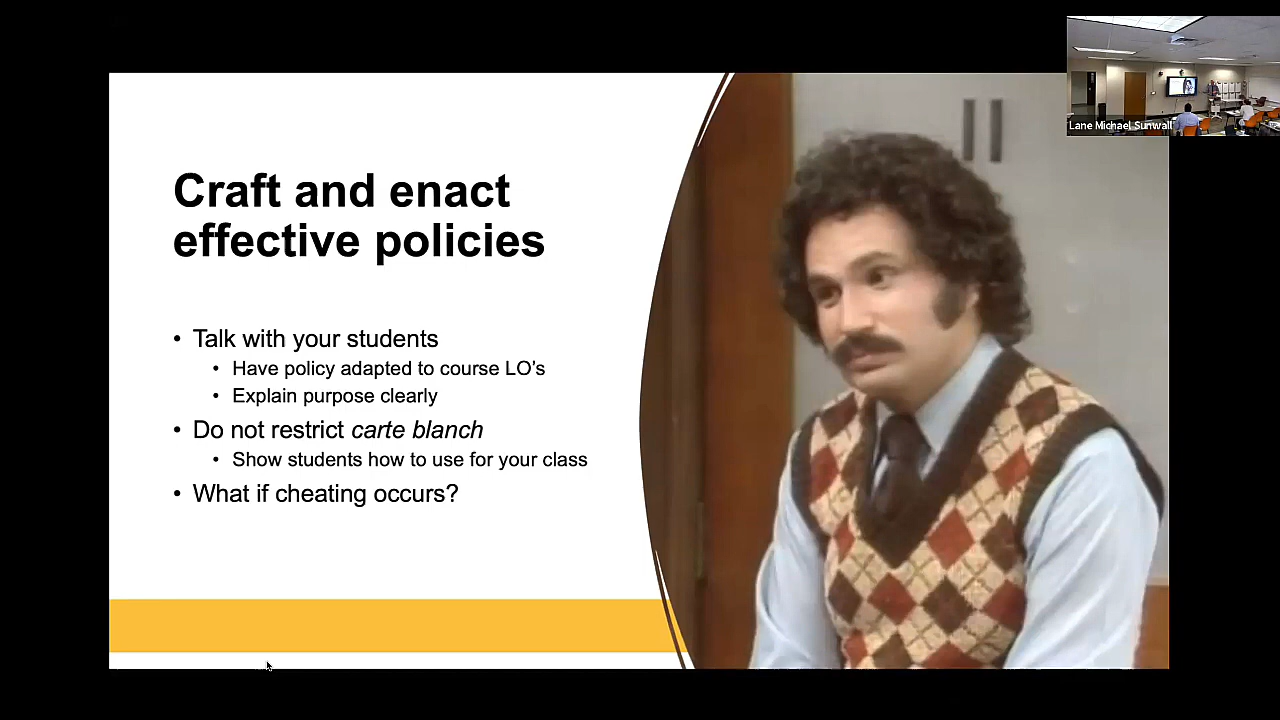 Craft and enact
effective policies
• Talk with your students
• Have policy adapted to course LO's
• Explain purpose clearly
• Do not restrict carte blanch
• Show students how to use for your class
• What if cheating occurs?
Lane Michael Sunwall